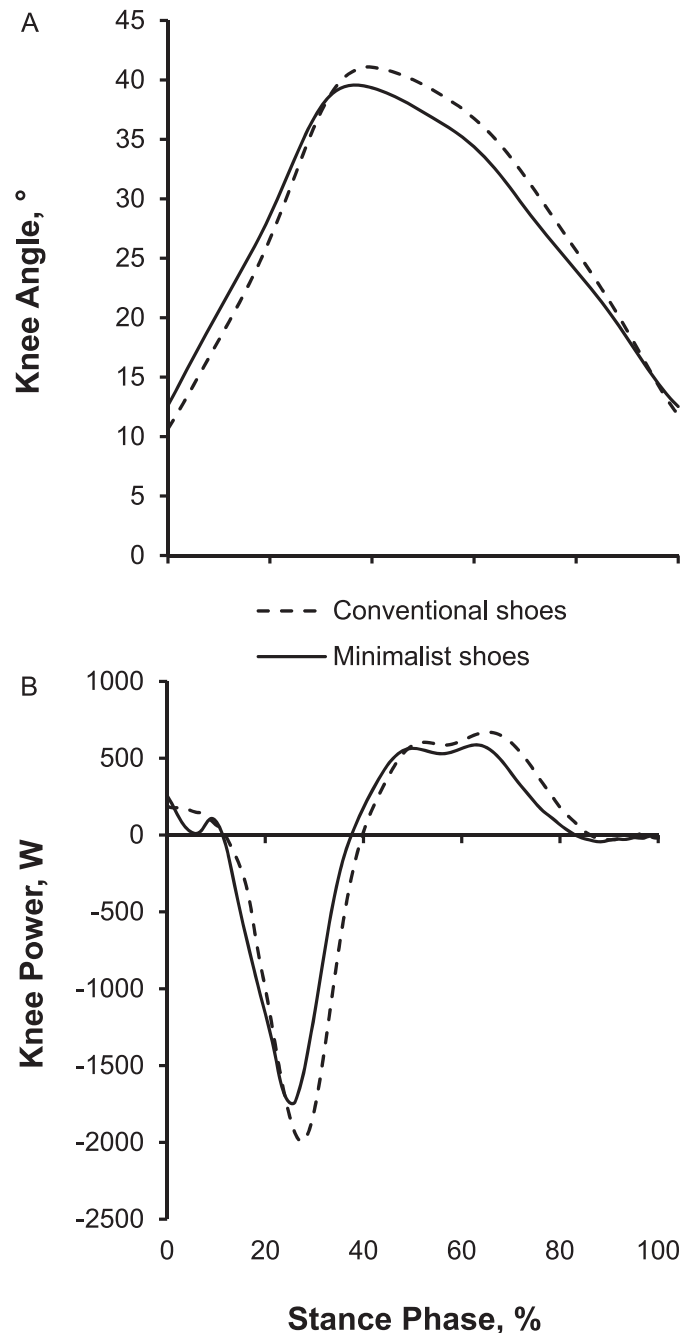 A
45
40
35
30
25
20
15
10
5
0
Knee Angle, °
Conventional shoes
Minimalist shoes
B
1000
500
0
-500
-1000
-1500
-2000
-2500
Knee Power, W
0 20 40 60 80 100
Stance Phase, %